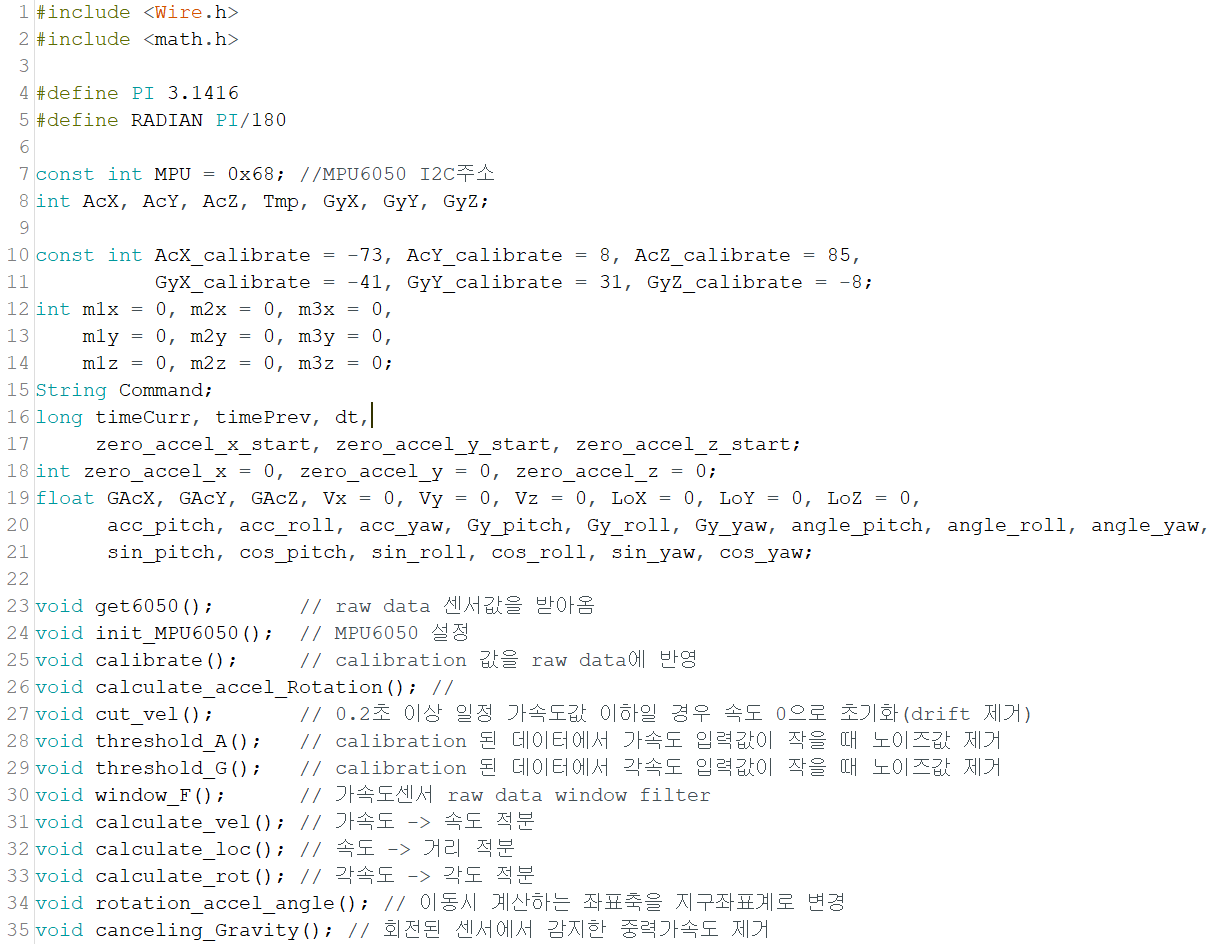 1 #include <Wire.h>
2 #include <math.h>
3
4 #define PI 3.1416
5 #define RADIAN PI/180
6
7 const int MPU = 0x68; //MPU6050 I2C주소
8 int AcX, AcY, AcZ, Tmp, GyX, GyY, GyZ;
9
10 const int AcX_calibrate = -73, AcY_calibrate = 8, AcZ_calibrate = 85,
11           GyX_calibrate = -41, GyY_calibrate = 31, GyZ_calibrate = -8;
12 int m1x = 0, m2x = 0, m3x = 0,
13     m1y = 0, m2y = 0, m3y = 0,
14     m1z = 0, m2z = 0, m3z = 0;
15 String Command;
16 long timeCurr, timePrev, dt,
17      zero_accel_x_start, zero_accel_y_start, zero_accel_z_start;
18 int zero_accel_x = 0, zero_accel_y = 0, zero_accel_z = 0;
19 float GAcX, GAcY, GAcZ, Vx = 0, Vy = 0, Vz = 0, LoX = 0, LoY = 0, LoZ = 0,
20       acc_pitch, acc_roll, acc_yaw, Gy_pitch, Gy_roll, Gy_yaw, angle_pitch, angle_roll, angle_yaw,
21       sin_pitch, cos_pitch, sin_roll, cos_roll, sin_yaw, cos_yaw;
22
23 void get6050();       // raw data 센서값을 받아옴
24 void init_MPU6050();  // MPU6050 설정
25 void calibrate();     // calibration 값을 raw data에 반영
26 void calculate_accel_Rotation(); //
27 void cut_vel();       // 0.2초 이상 일정 가속도값 이하일 경우 속도 0으로 초기화(drift 제거)
28 void threshold_A();   // calibration 된 데이터에서 가속도 입력값이 작을 때 노이즈값 제거
29 void threshold_G();   // calibration 된 데이터에서 각속도 입력값이 작을 때 노이즈값 제거
30 void window_F();      // 가속도센서 raw data window filter
31 void calculate_vel(); // 가속도 -> 속도 적분
32 void calculate_loc(); // 속도 -> 거리 적분
33 void calculate_rot(); // 각속도 -> 각도 적분
34 void rotation_accel_angle(); // 이동시 계산하는 좌표축을 지구좌표계로 변경
35 void canceling_Gravity(); // 회전된 센서에서 감지한 중력가속도 제거